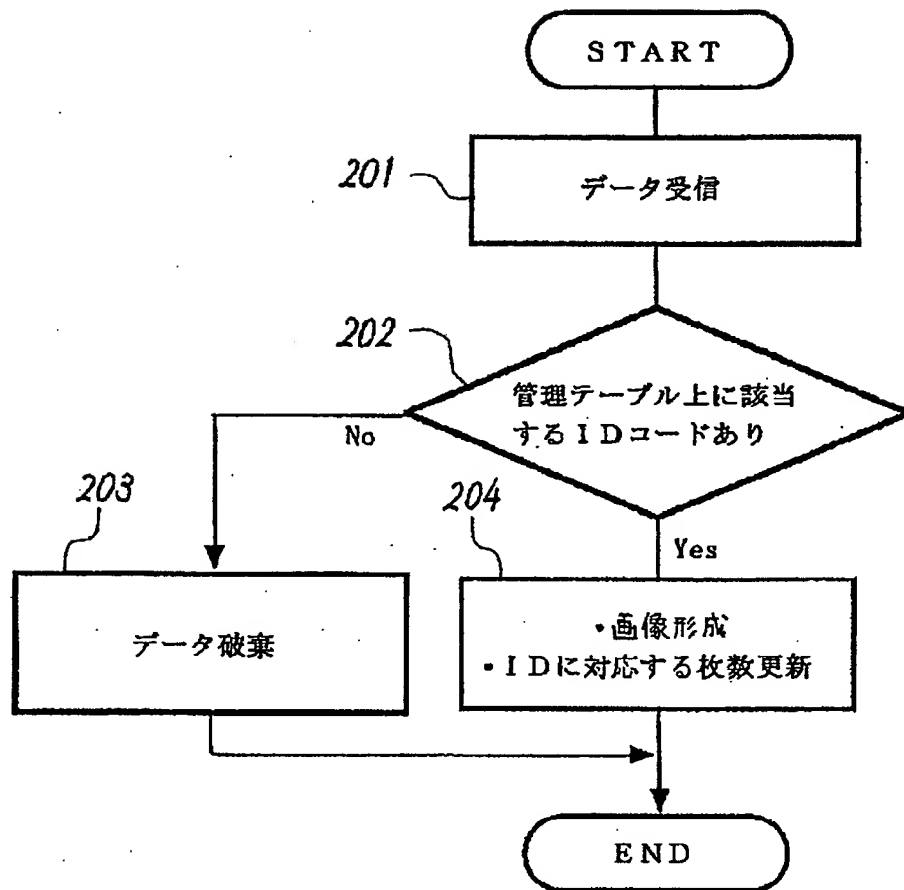 START
201
データ受信
202
管理テーブル上に該当
するIDコードあり
No
Yes
203
データ破棄
204
・画像形成
・IDに対応する枚数更新
END